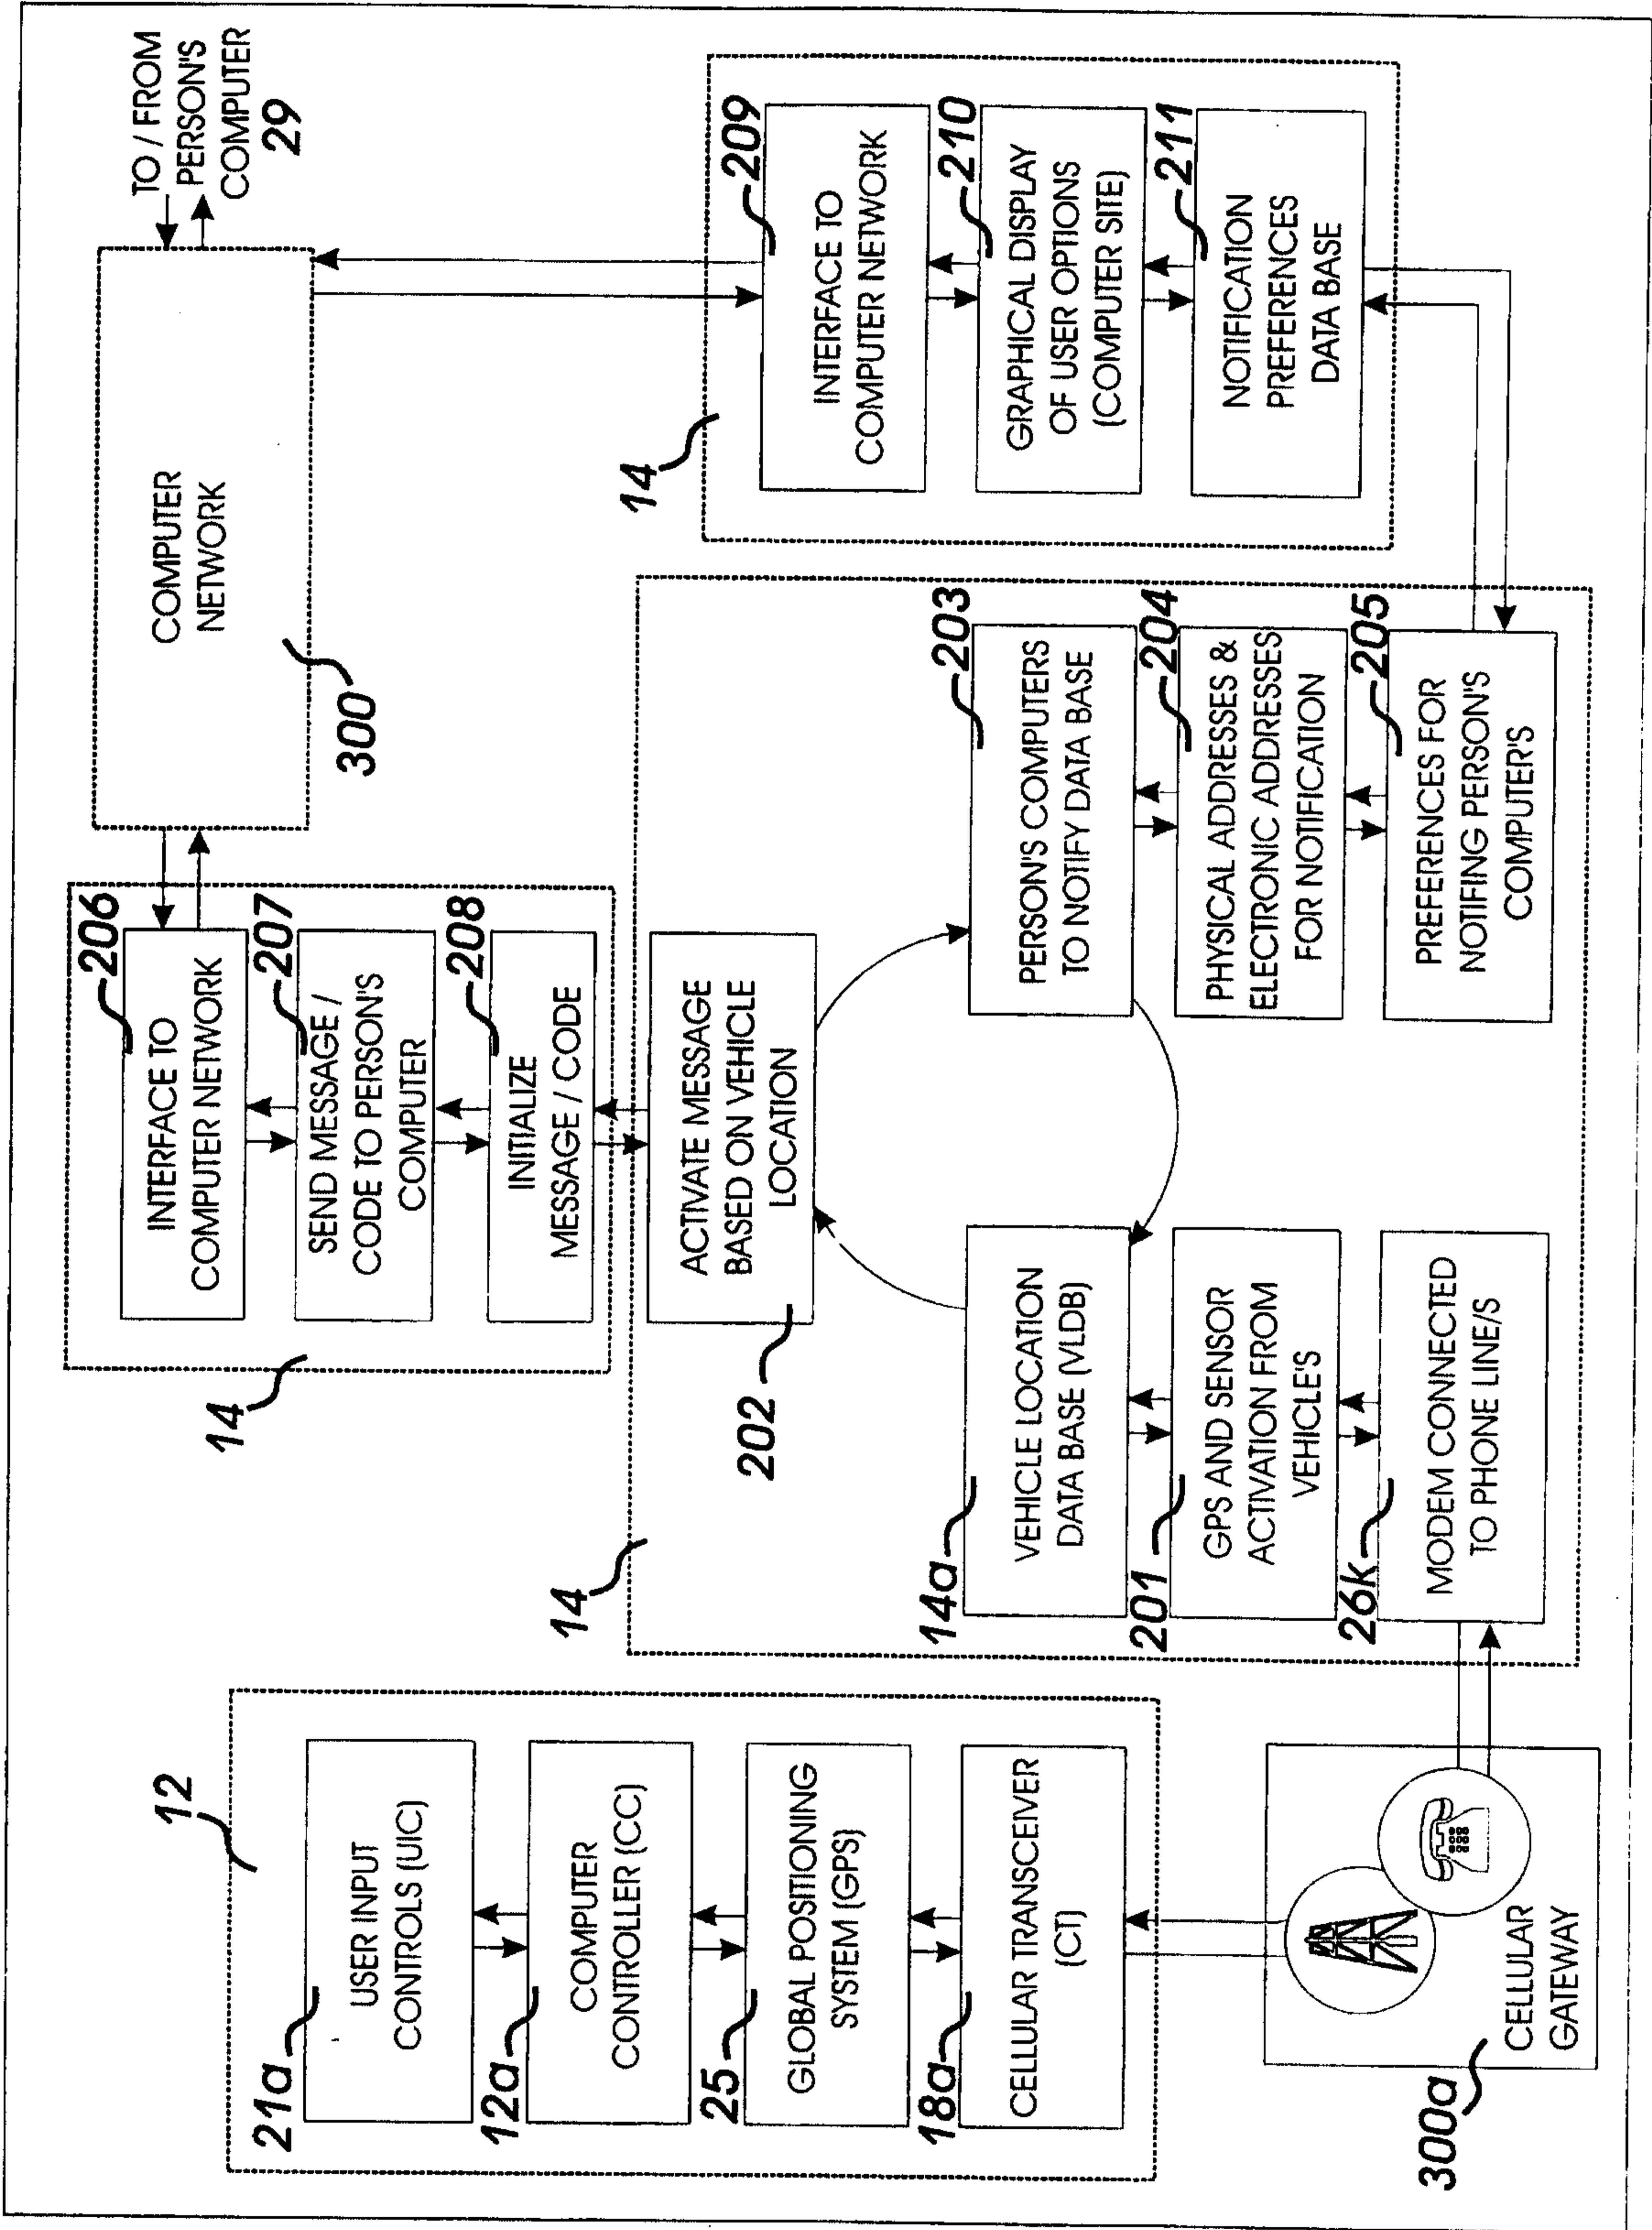 12
21a
USER INPUT
CONTROLS (UIC)
12a
COMPUTER
CONTROLLER (CC)
25
GLOBAL POSITIONING
SYSTEM (GPS)
18a
CELLULAR TRANSCEIVER
(CT)
300a
CELLULAR
GATEWAY
14
206
INTERFACE TO
COMPUTER NETWORK
207
SEND MESSAGE /
CODE TO PERSON'S
COMPUTER
208
INITIALIZE
MESSAGE / CODE
14
202
ACTIVATE MESSAGE
BASED ON VEHICLE
LOCATION
14a
VEHICLE LOCATION
DATA BASE (VLDB)
201
GPS AND SENSOR
ACTIVATION FROM
VEHICLE'S
26k
MODEM CONNECTED
TO PHONE LINE/S
203
PERSON'S COMPUTERS
TO NOTIFY DATA BASE
204
PHYSICAL ADDRESSES &
ELECTRONIC ADDRESSES
FOR NOTIFICATION
205
PREFERENCES FOR
NOTIFING PERSON'S
COMPUTER'S
COMPUTER
NETWORK
300
TO / FROM
PERSON'S
COMPUTER
29
14
209
INTERFACE TO
COMPUTER NETWORK
210
GRAPHICAL DISPLAY
OF USER OPTIONS
(COMPUTER SITE)
211
NOTIFICATION
PREFERENCES
DATA BASE